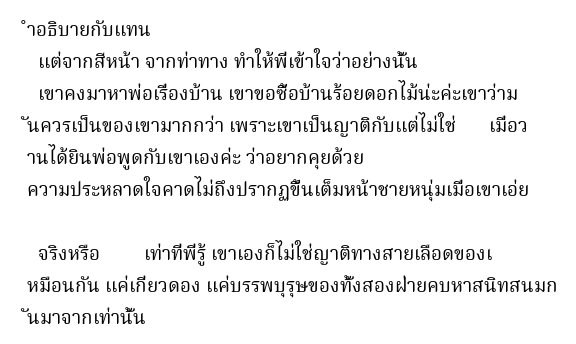 ำอธิบายกับแทน
แต่จากสีหน้า จากท่าทาง ทำให้พี่เข้าใจว่าอย่างนั้น
เขาคงมาหาพ่อเรื่องบ้าน เขาขอซื้อบ้านร้อยดอกไม้น่ะค่ะเขาว่าม
ันควรเป็นของเขามากกว่า เพราะเขาเป็นญาติกับแต่ไม่ใช่ เมื่อว
านได้ยินพ่อพูดกับเขาเองค่ะ ว่าอยากคุยด้วย
ความประหลาดใจคาดไม่ถึงปรากฏขึ้นเต็มหน้าชายหนุ่มเมื่อเขาเอ่ย
จริงหรือ เท่าที่พี่รู้ เขาเองก็ไม่ใช่ญาติทางสายเลือดของเ
หมือนกัน แค่เกี่ยวดอง แค่บรรพบุรุษของทั้งสองฝ่ายคบหาสนิทสนมก
ันมาจากเท่านั้น